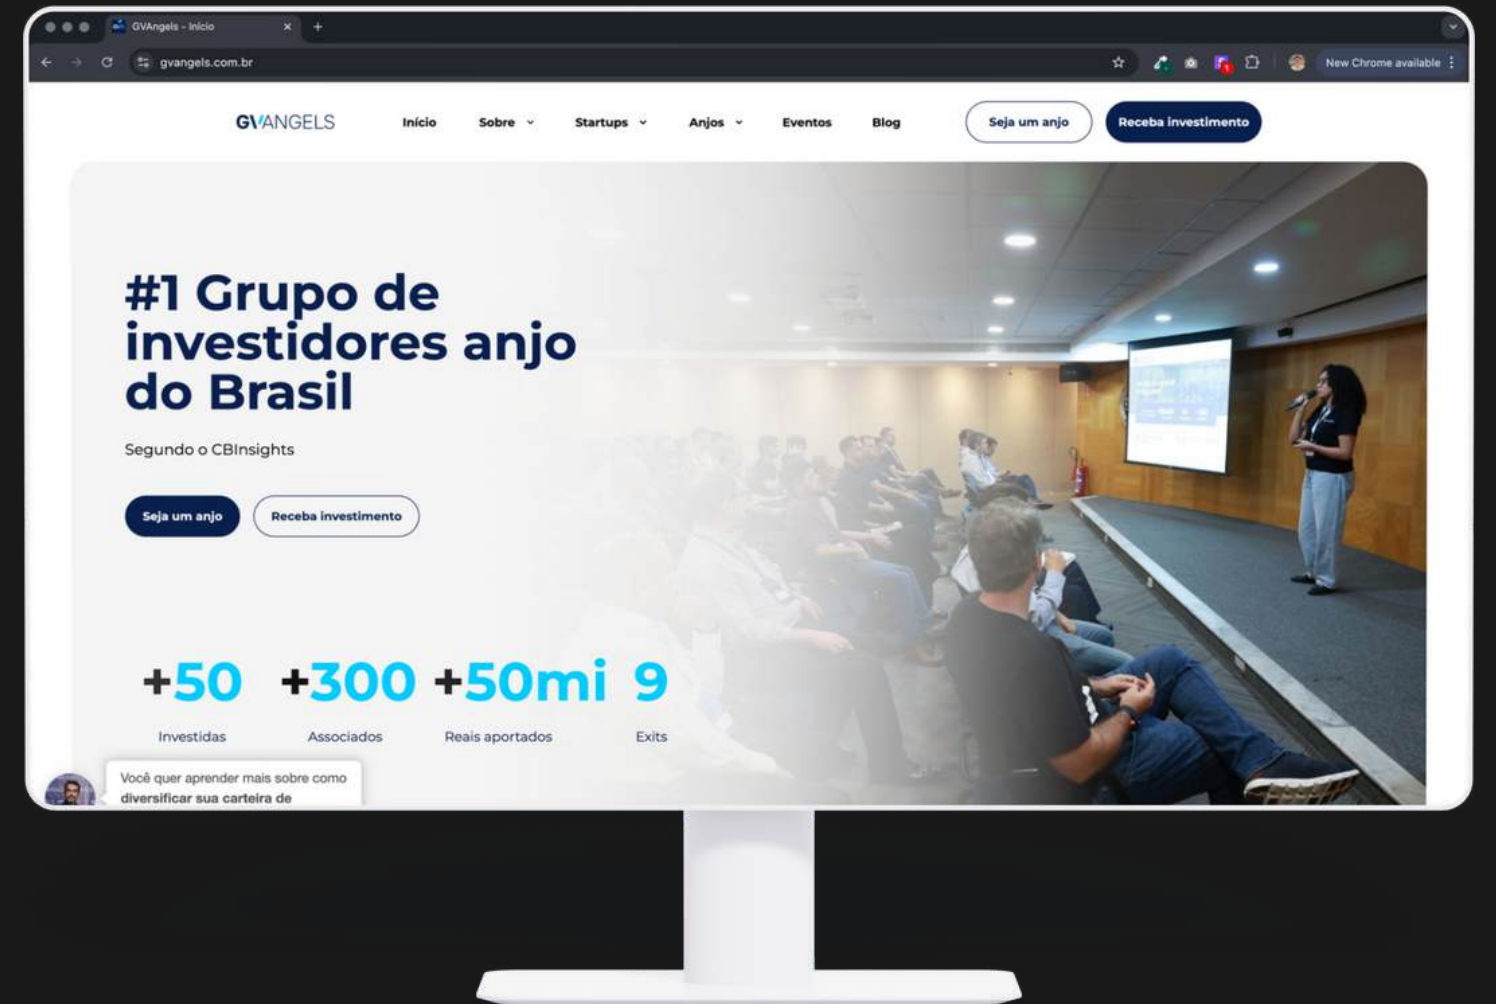 GVAngels – Início
gvangels.com.br
New Chrome available
GVANGELS
Início
Sobre
Startups
Anjos
Eventos
Blog
Seja um anjo
Receba investimento
#1 Grupo de
investidores anjo
do Brasil
Segundo o CBInsights
Seja um anjo
Receba investimento
+50
Investidas
+300
Associados
+50mi
Reais aportados
9
Exits
Você quer aprender mais sobre como
diversificar sua carteira de